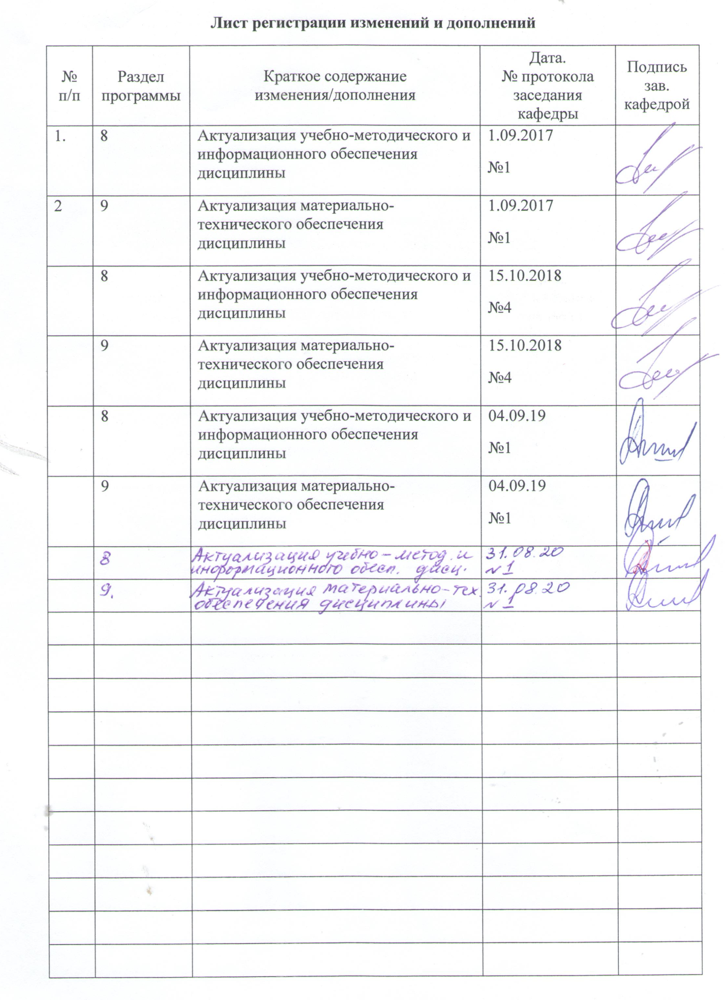 Лист регистрации изменений и дополнений
№
п/п
Раздел
программы
Краткое содержание
изменения/дополнения
Дата.
№ протокола
заседания
кафедры
Подпись
зав.
кафедрой
1.
8
Актуализация учебно-методического и
информационного обеспечения
дисциплины
1.09.2017
№1
2
9
Актуализация материально-
технического обеспечения
дисциплины
1.09.2017
№1
8
Актуализация учебно-методического и
информационного обеспечения
дисциплины
15.10.2018
№4
9
Актуализация материально-
технического обеспечения
дисциплины
15.10.2018
№4
8
Актуализация учебно-методического и
информационного обеспечения
дисциплины
04.09.19
№1
9
Актуализация материально-
технического обеспечения
дисциплины
04.09.19
№1
8
Актуализация учебно-метод. и
информационного обесп. дисц.
31.08.20
№1
9.
Актуализация материально-тех.
обеспечения дисциплины
31.08.20
№1